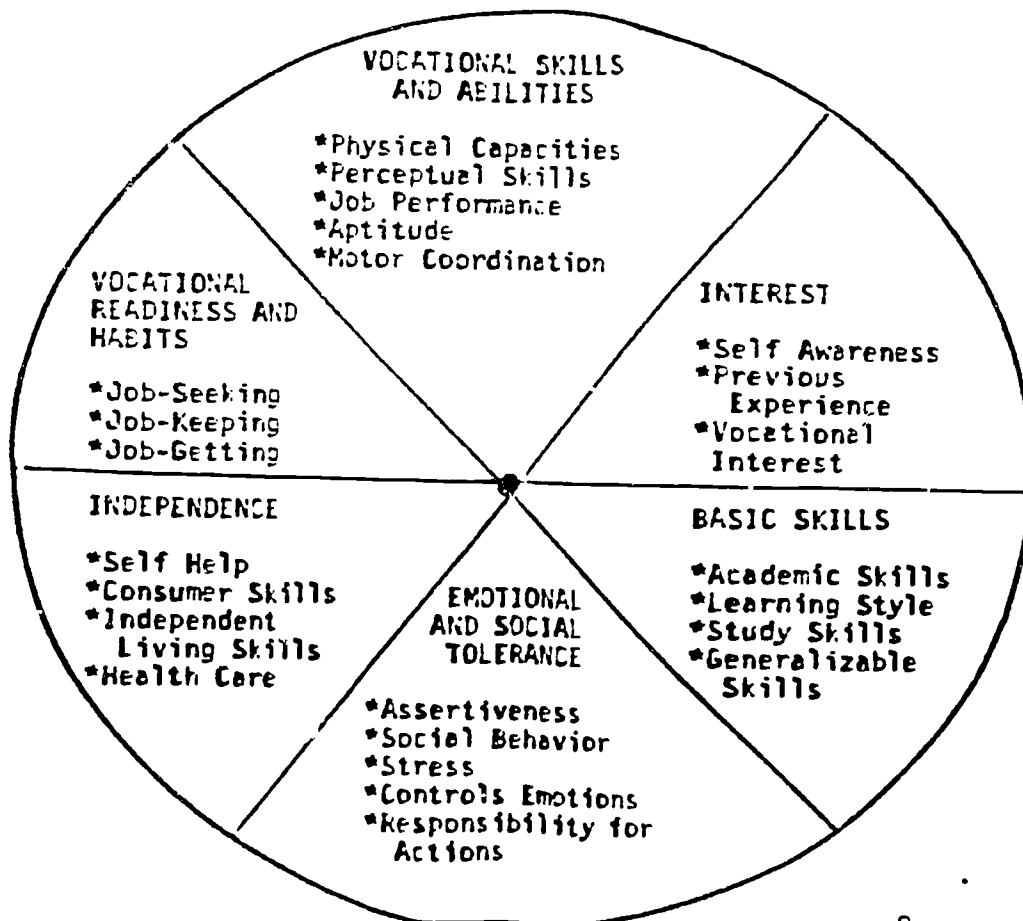 VOCATIONAL SKILLS
AND ABILITIES
*Physical Capacities
*Perceptual Skills
*Job Performance
*Aptitude
*Motor Coordination
INTEREST
*Self Awareness
*Previous
Experience
*Vocational
Interest
BASIC SKILLS
*Academic Skills
*Learning Style
*Study Skills
*Generalizable
Skills
EMOTIONAL
AND SOCIAL
TOLERANCE
*Assertiveness
*Social Behavior
*Stress
*Controls Emotions
*Responsibility for
Actions
INDEPENDENCE
*Self Help
*Consumer Skills
*Independent
Living Skills
*Health Care
VOCATIONAL
READINESS AND
HABITS
*Job-Seeking
*Job-Keeping
*Job-Getting